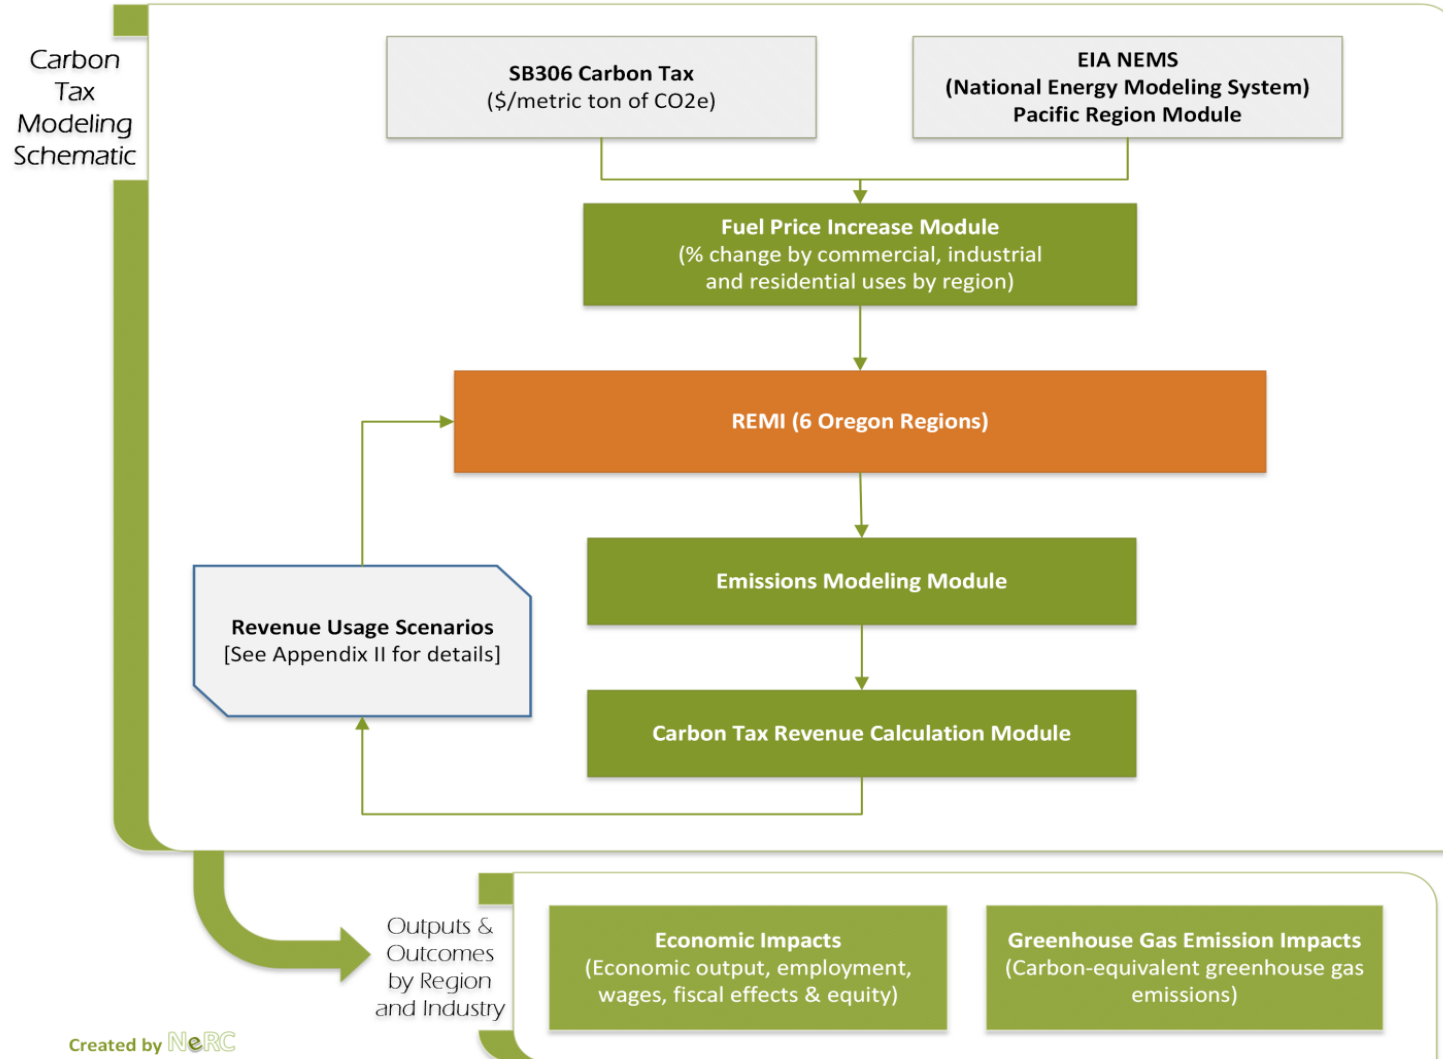 Carbon
Tax
Modeling
Schematic
SB306 Carbon Tax
($/metric ton of CO2e)
EIA NEMS
(National Energy Modeling System)
Pacific Region Module
Fuel Price Increase Module
(% change by commercial, industrial
and residential uses by region)
REMI (6 Oregon Regions)
Emissions Modeling Module
Revenue Usage Scenarios
[See Appendix II for details]
Carbon Tax Revenue Calculation Module
Outputs &
Outcomes
by Region
and Industry
Economic Impacts
(Economic output, employment,
wages, fiscal effects & equity)
Greenhouse Gas Emission Impacts
(Carbon-equivalent greenhouse gas
emissions)
Created by NeRC